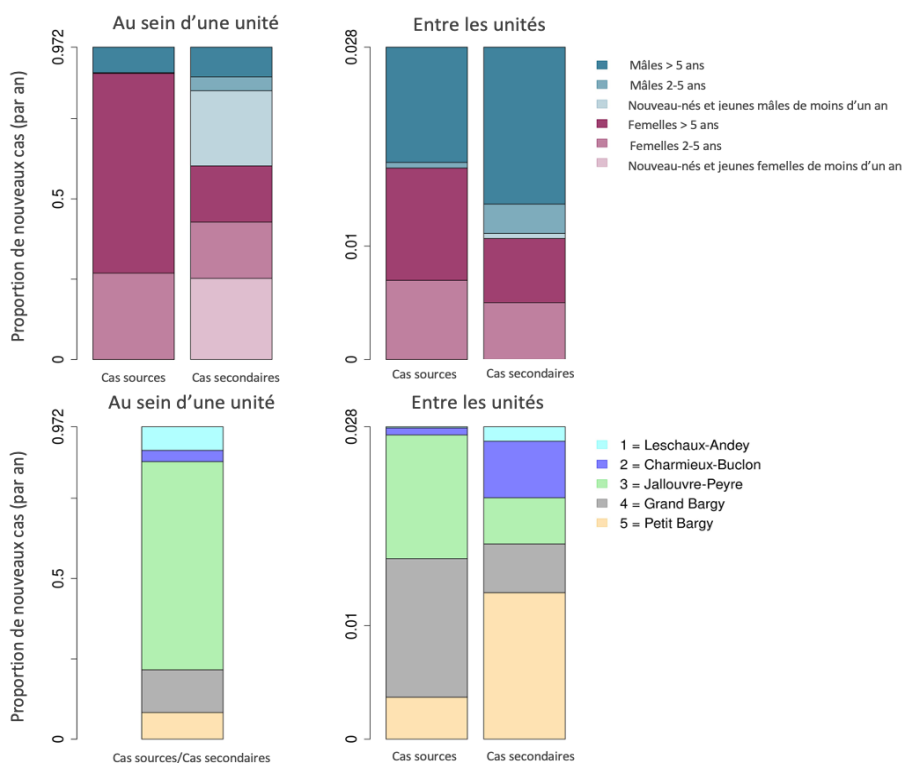 Au sein d’une unité
Entre les unités
Proportion de nouveaux cas (par an)
0.972
0.5
0
0.028
0.01
0
Mâles > 5 ans
Mâles 2-5 ans
Nouveau-nés et jeunes mâles de moins d’un an
Femelles > 5 ans
Femelles 2-5 ans
Nouveau-nés et jeunes femelles de moins d’un an
Cas sources
Cas secondaires
Cas sources
Cas secondaires
Au sein d’une unité
Entre les unités
Proportion de nouveaux cas (par an)
0.972
0.5
0
0.028
0.01
0
1 = Leschaux-Andey
2 = Charmieux-Buclon
3 = Jallouvre-Peyre
4 = Grand Bargy
5 = Petit Bargy
Cas sources/Cas secondaires
Cas sources
Cas secondaires